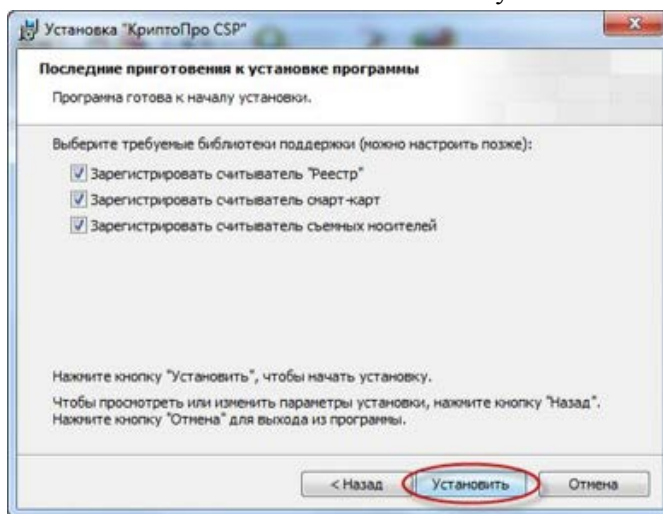 Установка "КриптоПро CSP"
Последние приготовения к установке программы
Программа готова к началу установки.
Выберите требуемые библиотеки поддержки (можно настроить позже):
Зарегистрировать считыватель "Реестр"
Зарегистрировать считыватель смарт-карт
Зарегистрировать считыватель съемных носителей
Нажмите кнопку "Установить", чтобы начать установку.
Чтобы просмотреть или изменить параметры установки, нажмите кнопку "Назад".
Нажмите кнопку "Отмена" для выхода из программы.
< Назад Установить Отмена